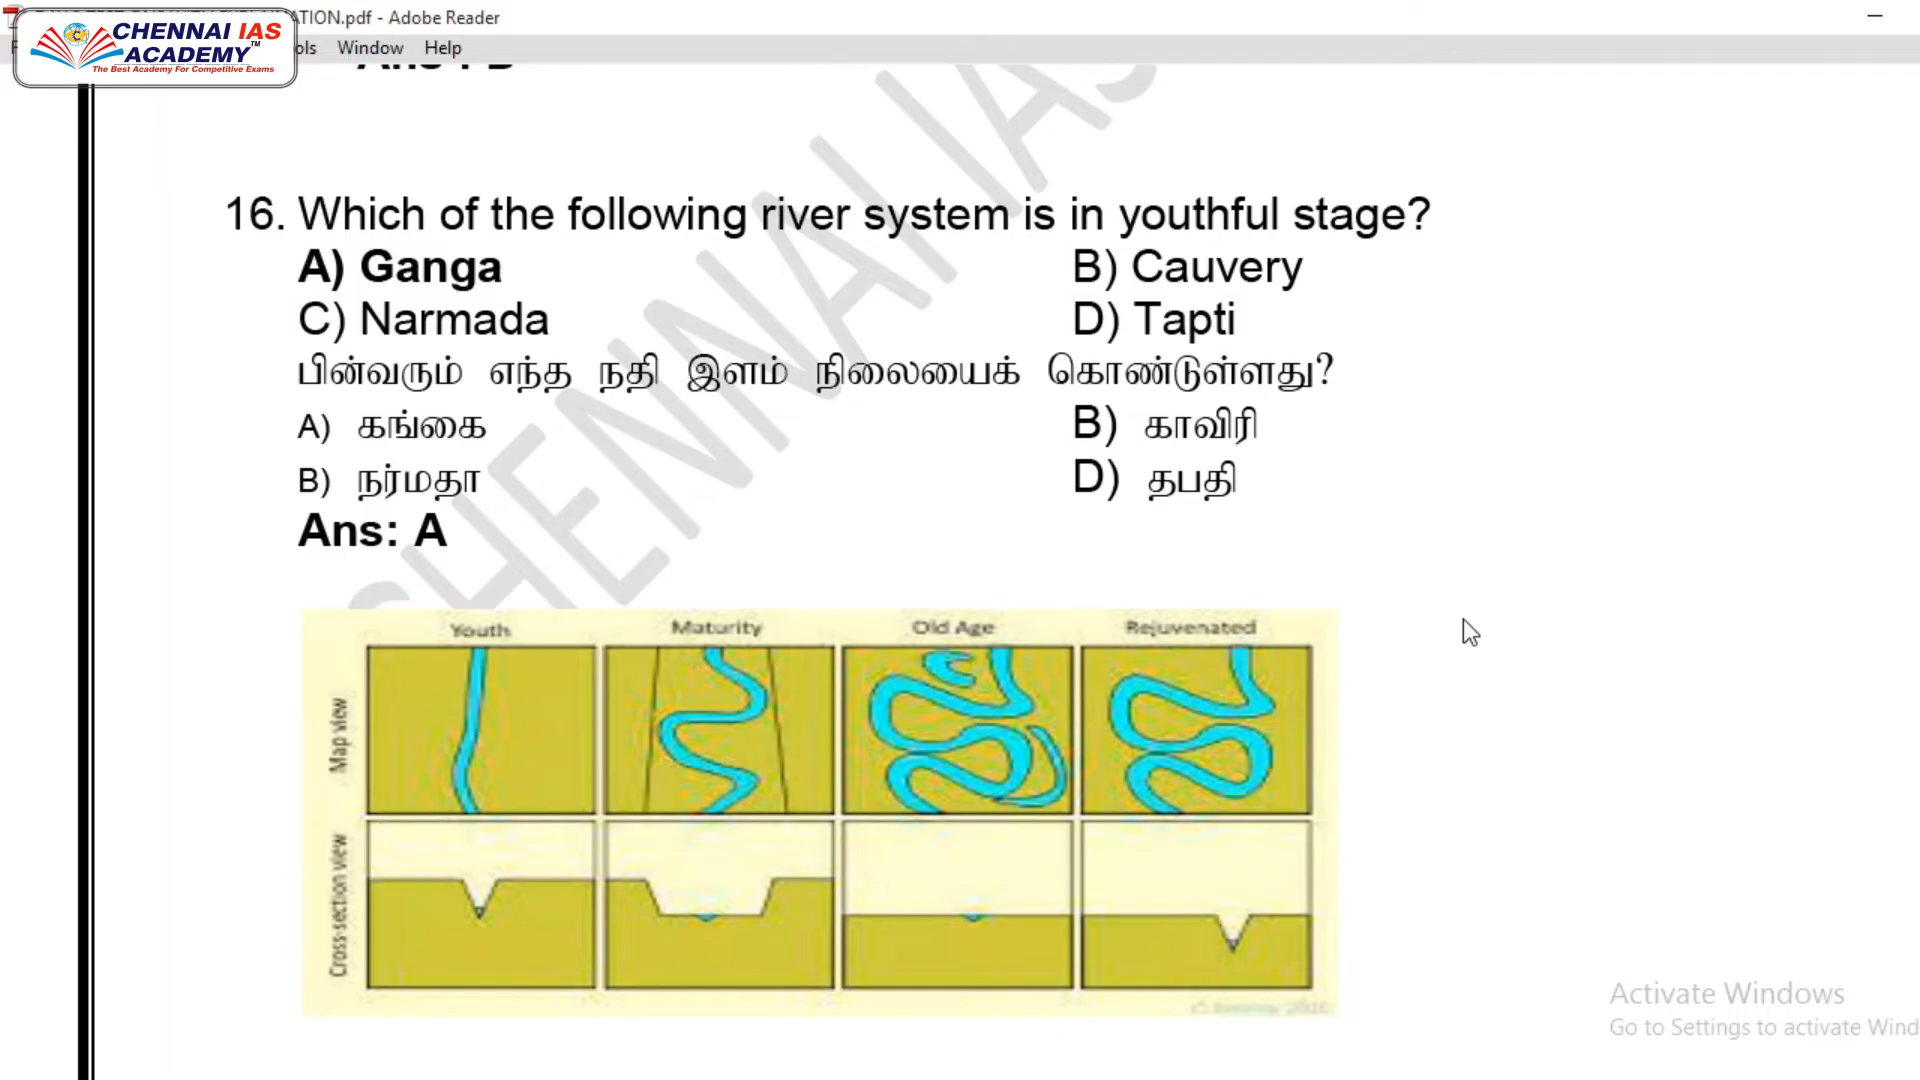 TION.pdf - Adobe Reader
CHENNAI IAS
ACADEMY™
The Best Academy For Competitive Exams
ols Window Help
CHENNAI IAS
16. Which of the following river system is in youthful stage?
A) Ganga B) Cauvery
C) Narmada D) Tapti
பின்வரும் எந்த நதி இளம் நிலையைக் கொண்டுள்ளது?
A) கங்கை B) காவிரி
B) நர்மதா D) தபதி
Ans: A
Youth Maturity Old Age Rejuvenated
Map view
Cross-section view
Activate Windows
Go to Settings to activate Wind